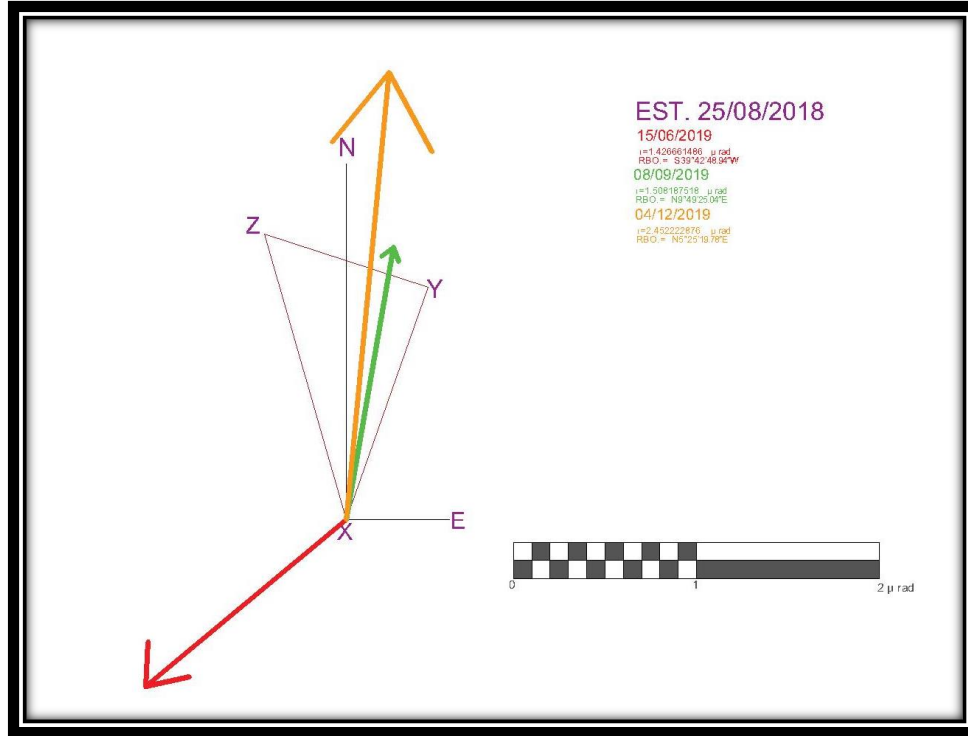 EST. 25/08/2018
15/06/2019
ι=1.426661486 μ rad
RBO.= S39°42'48.94"W
08/09/2019
ι=1.508187518 μ rad
RBO.= N9°49'25.04"E
04/12/2019
ι=2.452222876 μ rad
RBO.= N5°25'19.78"E
N
Z
Y
X
E
0
1
2 μ rad